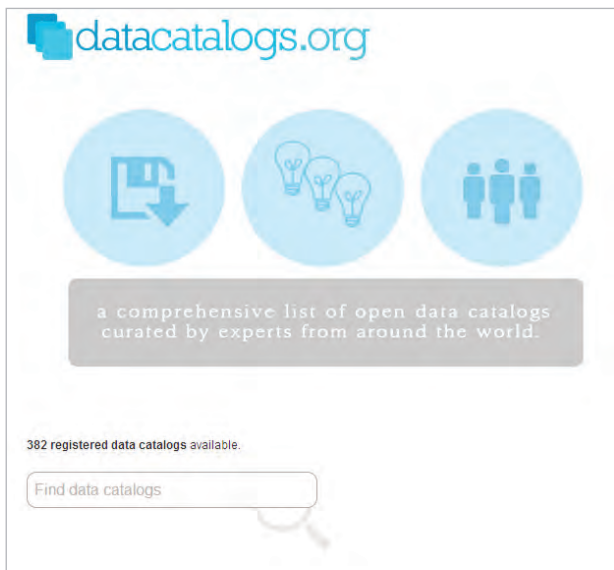 datacatalogs.org
a comprehensive list of open data catalogs
curated by experts from around the world.
382 registered data catalogs available.
Find data catalogs